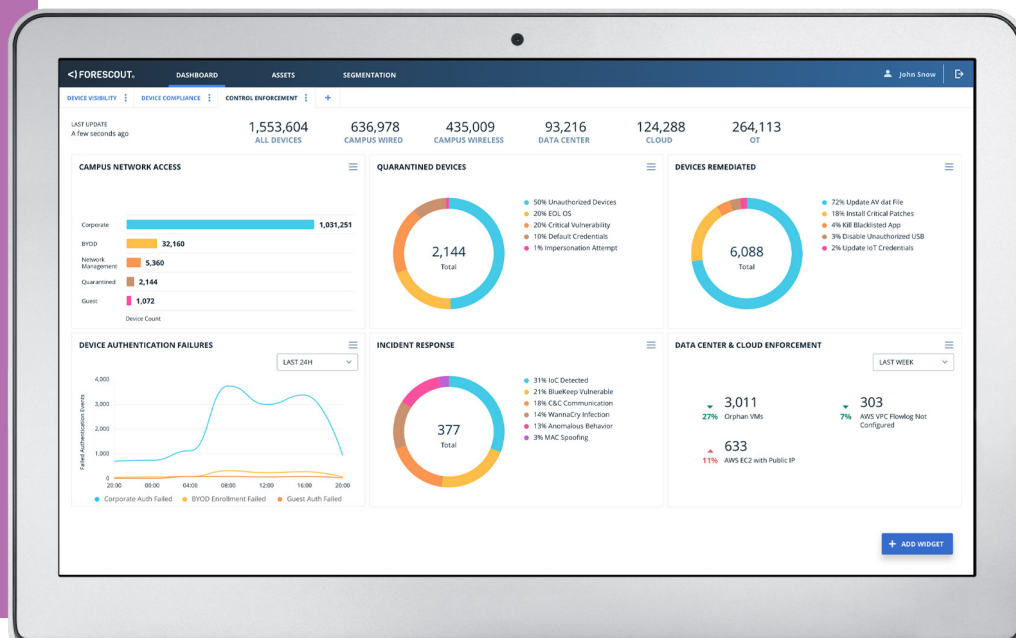 <) FORESCOUT.
DASHBOARD
ASSETS
SEGMENTATION
John Snow
DEVICE VISIBILITY
DEVICE COMPLIANCE
CONTROL ENFORCEMENT
+
LAST UPDATE
A few seconds ago
1,553,604
ALL DEVICES
636,978
CAMPUS WIRED
435,009
CAMPUS WIRELESS
93,216
DATA CENTER
124,288
CLOUD
264,113
OT
CAMPUS NETWORK ACCESS
Corporate
1,031,251
BYOD
32,160
Network
Management
5,360
Quarantined
2,144
Guest
1,072
Device Count
QUARANTINED DEVICES
2,144
Total
50% Unauthorized Devices
20% EOL OS
20% Critical Vulnerability
10% Default Credentials
1% Impersonation Attempt
DEVICES REMEDIATED
6,088
Total
72% Update AV dat File
18% Install Critical Patches
4% Kill Blacklisted App
3% Disable Unauthorized USB
2% Update IoT Credentials
DEVICE AUTHENTICATION FAILURES
LAST 24H
Failed Authentication Events
4,000
3,000
2,000
1,000
0
20:00 00:00 04:00 08:00 12:00 16:00 20:00
Corporate Auth Failed
BYOD Enrollment Failed
Guest Auth Failed
INCIDENT RESPONSE
377
Total
31% IoC Detected
21% BlueKeep Vulnerable
18% C&C Communication
14% WannaCry Infection
13% Anomalous Behavior
3% MAC Spoofing
DATA CENTER & CLOUD ENFORCEMENT
LAST WEEK
3,011
27% Orphan VMs
303
7% AWS VPC Flowlog Not
Configured
633
11% AWS EC2 with Public IP
+ ADD WIDGET